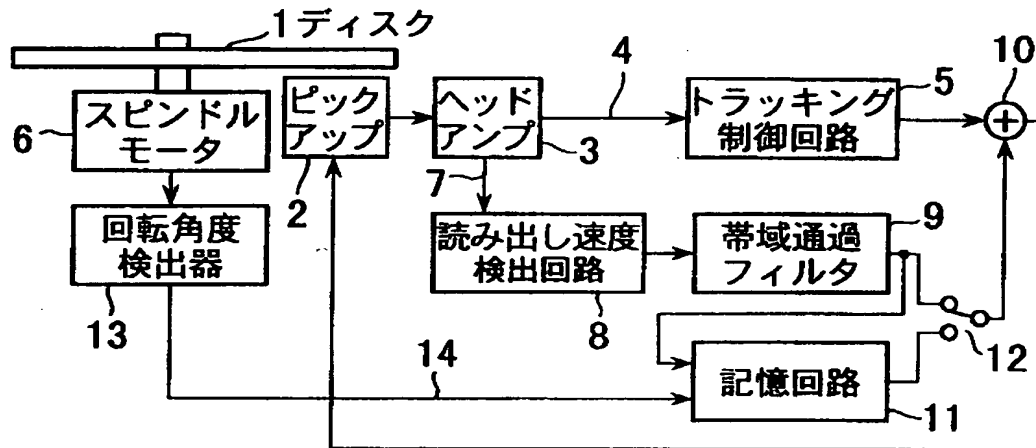 1ディスク
10
4
5
6
スピンドル
モータ
ピック
アップ
2
ヘッド
アンプ
3
トラッキング
制御回路
+
7
回転角度
検出器
13
読み出し速度
検出回路
8
9
帯域通過
フィルタ
12
14
記憶回路
11